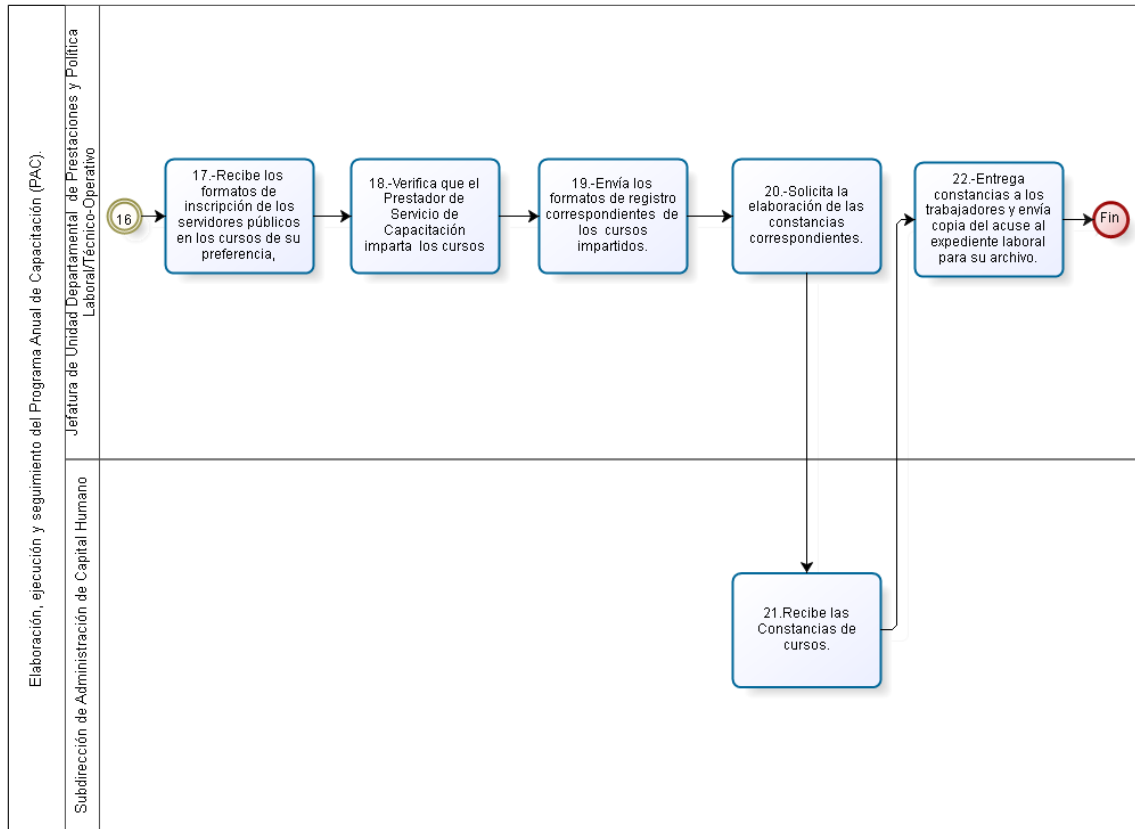 Elaboración, ejecución y seguimiento del Programa Anual de Capacitación (PAC).
Jefatura de Unidad Departamental de Prestaciones y Política
Laboral/Técnico-Operativo
16
17.-Recibe los
formatos de
inscripción de los
servidores públicos
en los cursos de su
preferencia,
18.-Verifica que el
Prestador de
Servicio de
Capacitación
imparta los cursos
19.-Envía los
formatos de registro
correspondientes de
los cursos
impartidos.
20.-Solicita la
elaboración de las
constancias
correspondientes.
22.-Entrega
constancias a los
trabajadores y envía
copia del acuse al
expediente laboral
para su archivo.
Fin
Subdirección de Administración de Capital Humano
21.Recibe las
Constancias de
cursos.